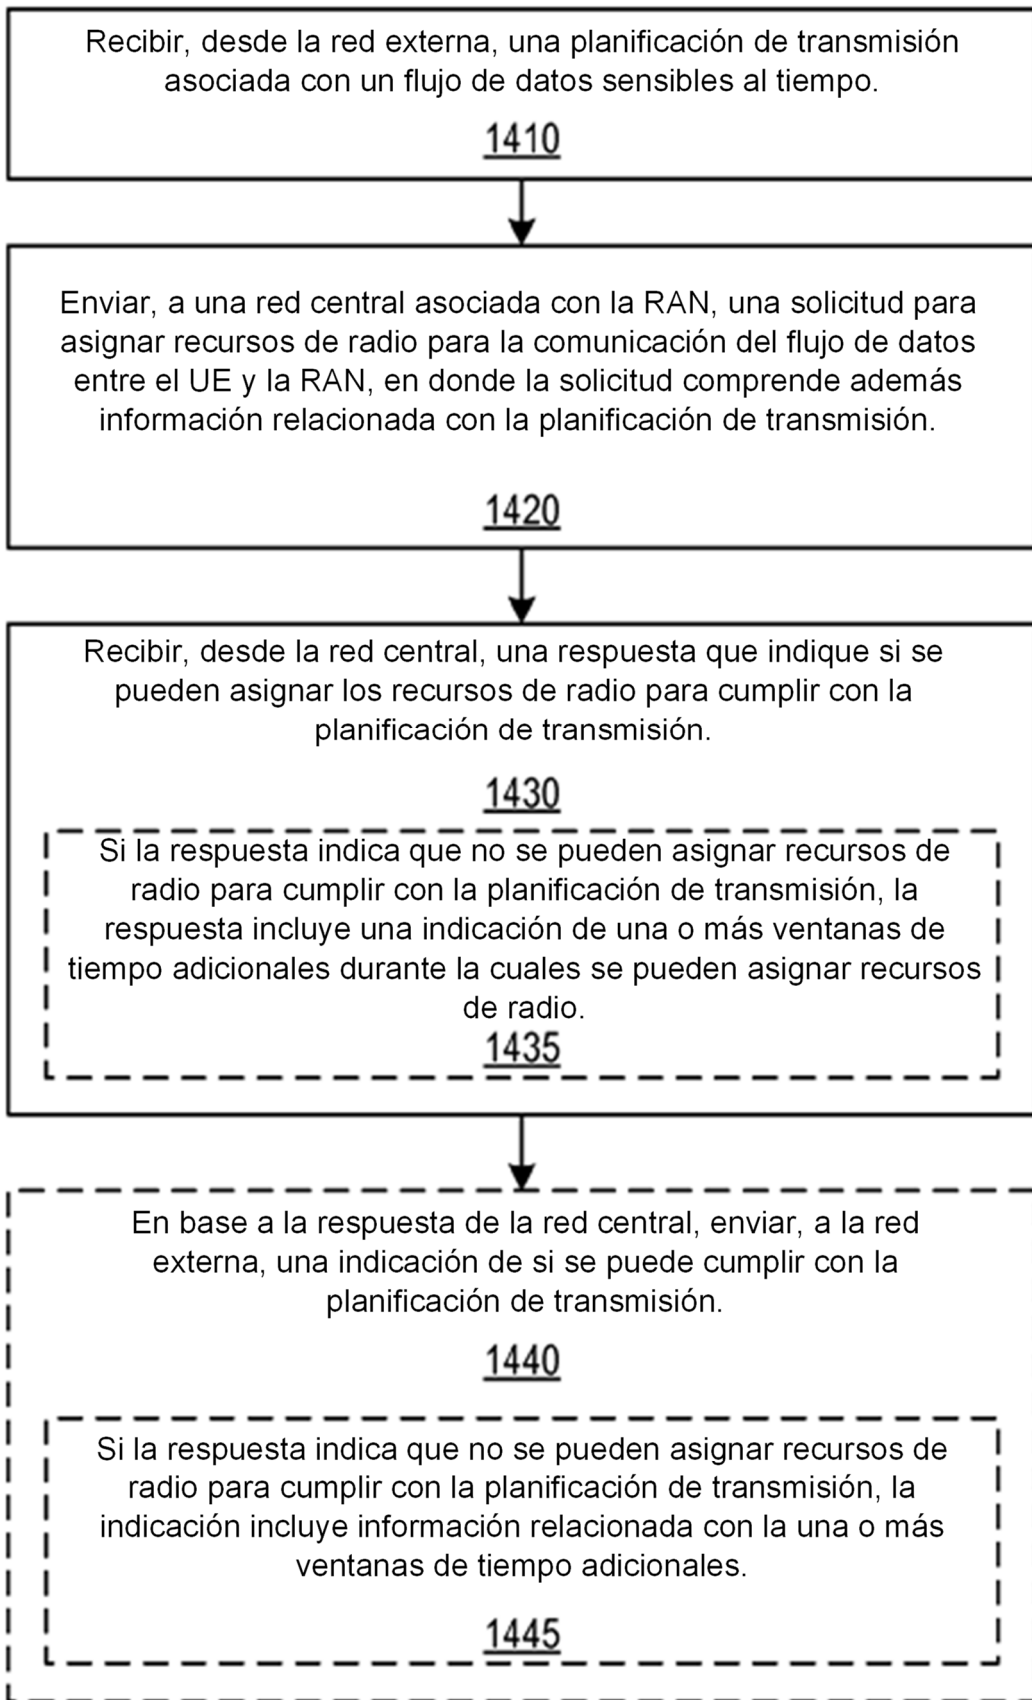 Recibir, desde la red externa, una planificación de transmisión
asociada con un flujo de datos sensibles al tiempo.
1410
Enviar, a una red central asociada con la RAN, una solicitud para
asignar recursos de radio para la comunicación del flujo de datos
entre el UE y la RAN, en donde la solicitud comprende además
información relacionada con la planificación de transmisión.
1420
Recibir, desde la red central, una respuesta que indique si se
pueden asignar los recursos de radio para cumplir con la
planificación de transmisión.
1430
Si la respuesta indica que no se pueden asignar recursos de
radio para cumplir con la planificación de transmisión, la
respuesta incluye una indicación de una o más ventanas de
tiempo adicionales durante la cuales se pueden asignar recursos
de radio.
1435
En base a la respuesta de la red central, enviar, a la red
externa, una indicación de si se puede cumplir con la
planificación de transmisión.
1440
Si la respuesta indica que no se pueden asignar recursos de
radio para cumplir con la planificación de transmisión, la
indicación incluye información relacionada con la una o más
ventanas de tiempo adicionales.
1445